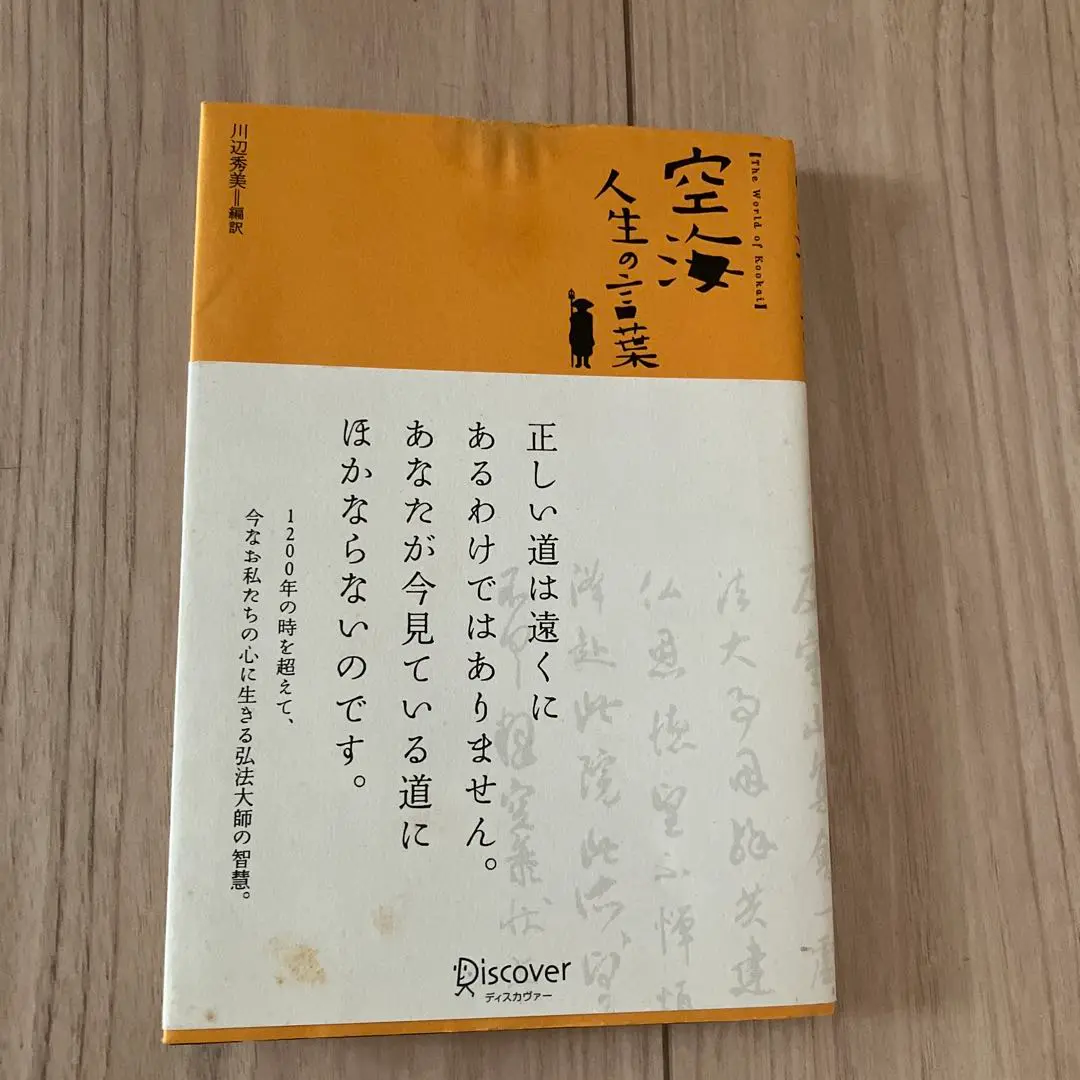 【The World of Kookai】
空海
人生の言葉
川辺秀美=編訳
正しい道は遠くに
あるわけではありません。
あなたが今見ている道に
ほかならないのです。
1200年の時を超えて、
今なお私たちの心に生きる弘法大師の智慧。
Discover
ディスカヴァー